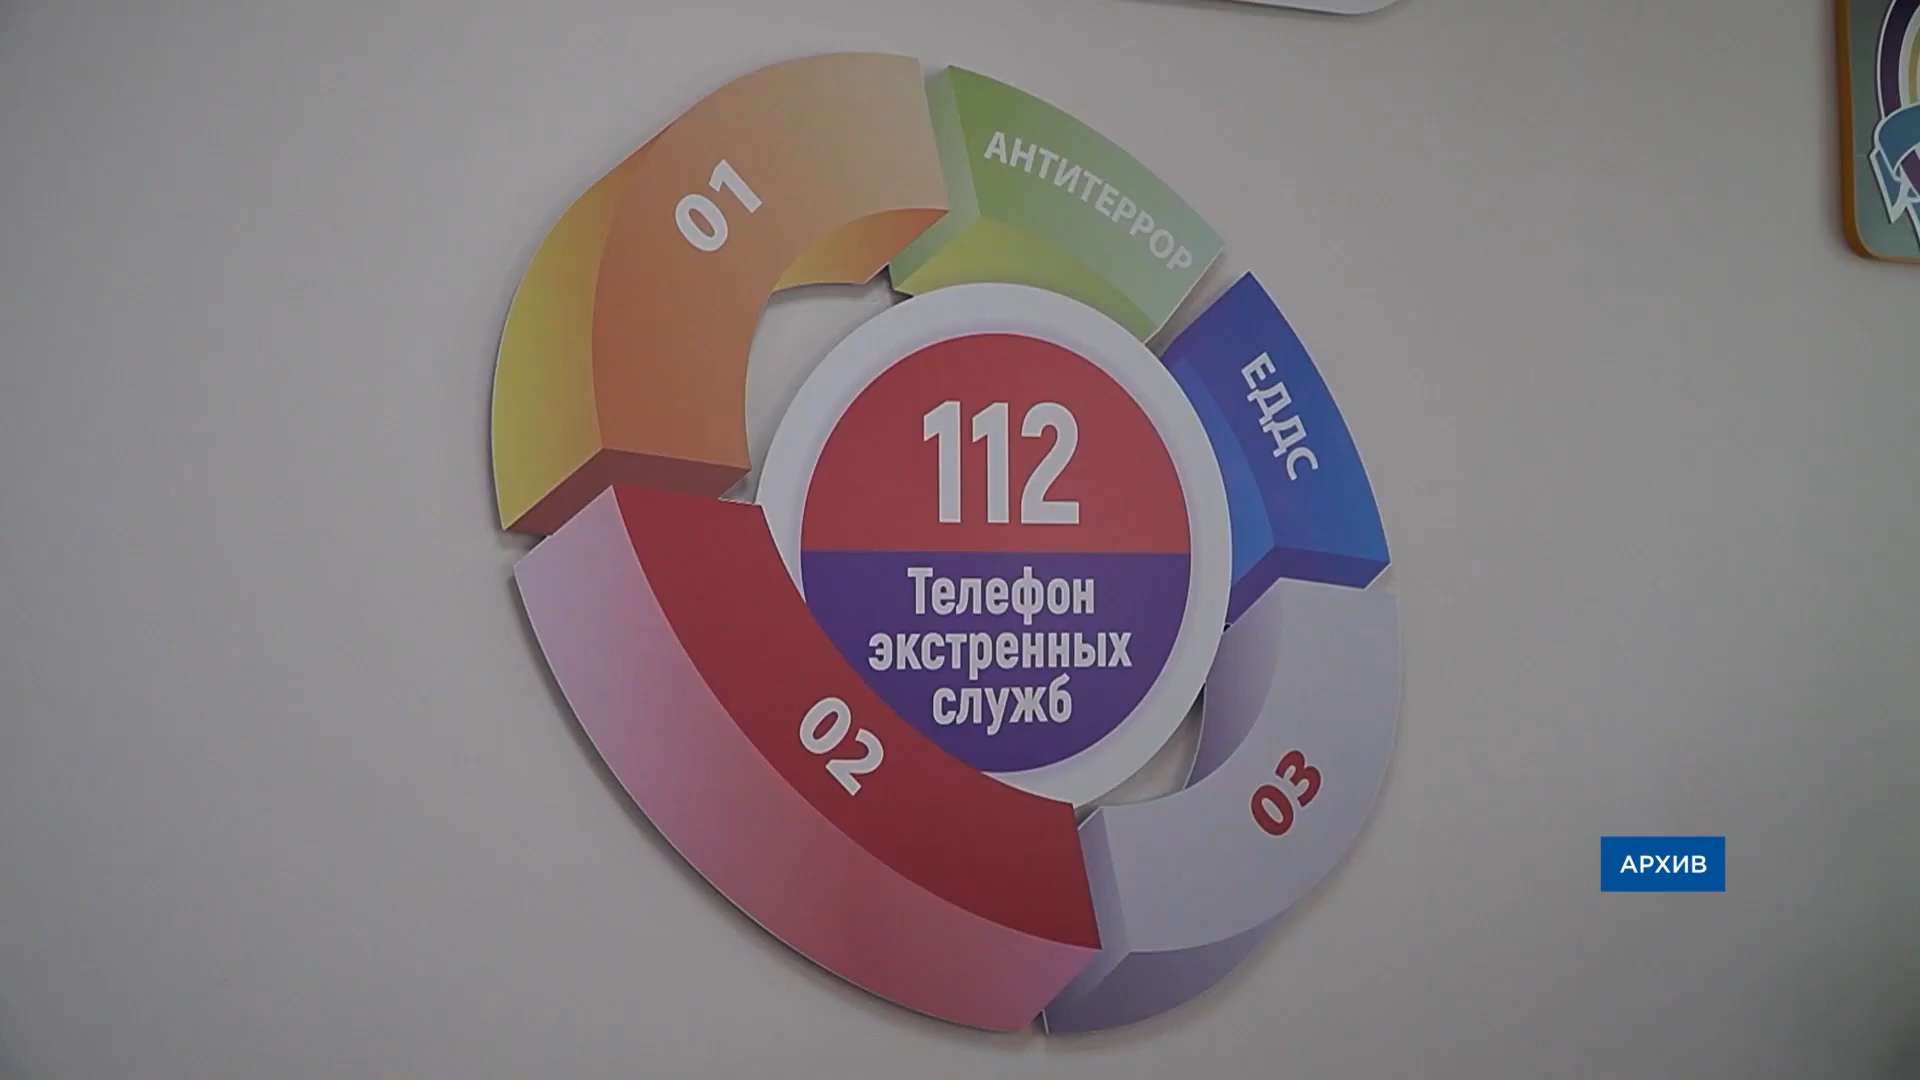 01
АНТИТЕРРОР
ЕДДС
112
Телефон
экстренных
служб
02
03
АРХИВ